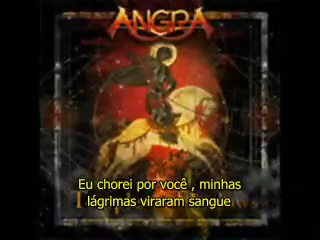 ANGRA
Eu chorei por você , minhas
lágrimas viraram sangue